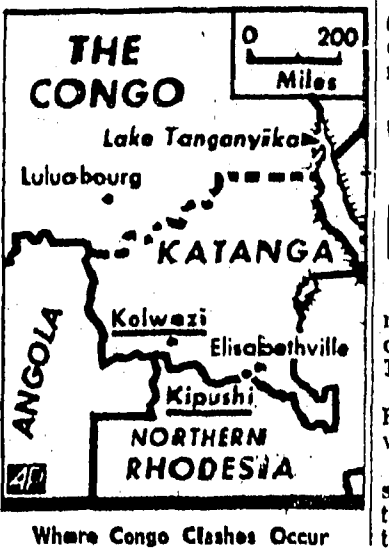 THE
CONGO
0 200
Miles
Lake Tanganyika
Luluabourg
KATANGA
ANGOLA
Kolwezi
Elisabethville
Kipushi
NORTHERN
RHODESIA
AP
Where Congo Clashes Occur